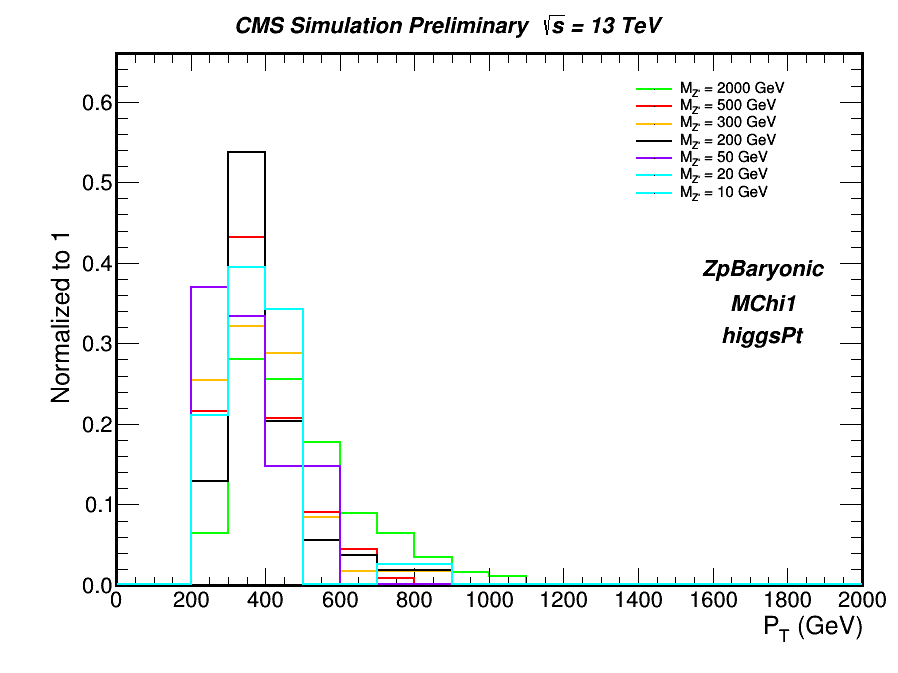 CMS Simulation Preliminary √s = 13 TeV
M_Z' = 2000 GeV
M_Z' = 500 GeV
M_Z' = 300 GeV
M_Z' = 200 GeV
M_Z' = 50 GeV
M_Z' = 20 GeV
M_Z' = 10 GeV
ZpBaryonic
MChi1
higgsPt
Normalized to 1
0.6
0.5
0.4
0.3
0.2
0.1
0.0
0 200 400 600 800 1000 1200 1400 1600 1800 2000
P_T (GeV)